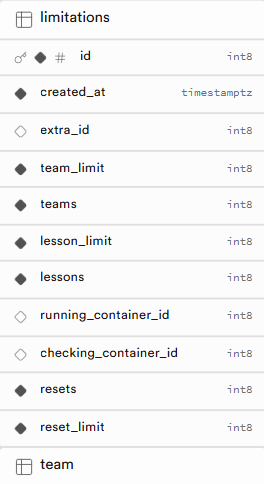 limitations
# id int8
created_at timestamptz
extra_id int8
team_limit int8
teams int8
lesson_limit int8
lessons int8
running_container_id int8
checking_container_id int8
resets int8
reset_limit int8
team